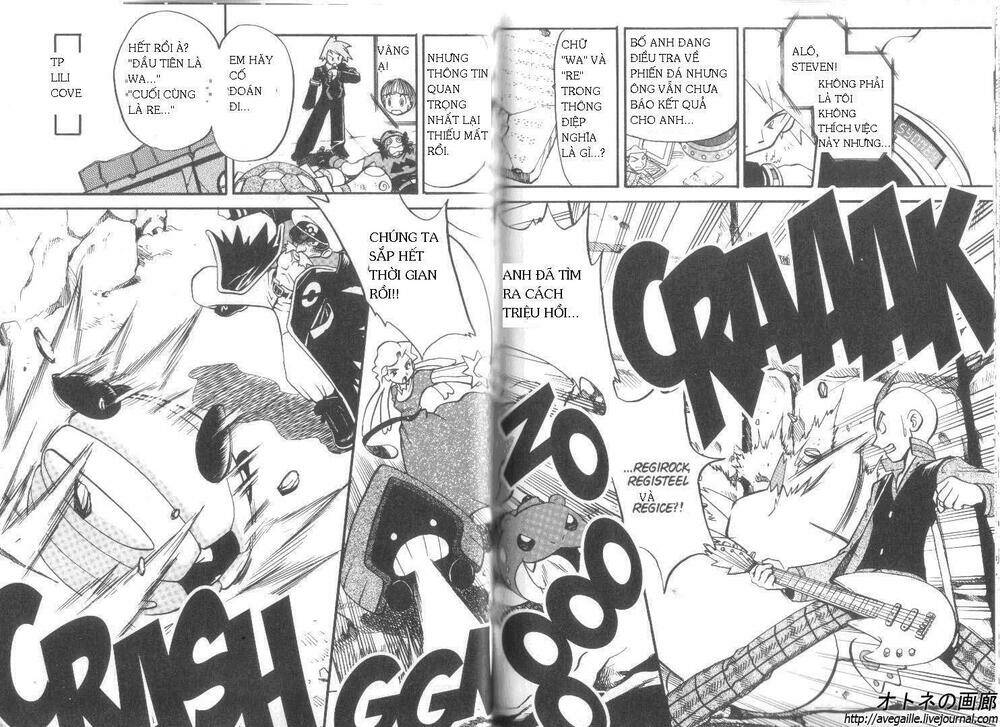 ALÔ,
STEVEN!
KHÔNG PHẢI
LÀ TÔI
KHÔNG
THÍCH VIỆC
NÀY NHƯNG...
BỐ ANH ĐANG
ĐIỀU TRA VỀ
PHIẾN ĐÁ NHƯNG
ÔNG VẪN CHƯA
BÁO KẾT QUẢ
CHO ANH...
CHỮ
"WA" VÀ
"RE"
TRONG
THÔNG
ĐIỆP
NGHĨA
LÀ GÌ...?
NHƯNG
THÔNG TIN
QUAN
TRỌNG
NHẤT LẠI
THIẾU MẤT
RỒI.
VÂNG
Ạ!
EM HÃY
CỐ
ĐOÁN
ĐI...
HẾT RỒI À?
"ĐẦU TIÊN LÀ
WA..."
"CUỐI CÙNG
LÀ RE..."
TP
LILI
COVE
CRAAAAK
ANH ĐÃ TÌM
RA CÁCH
TRIỆU HỒI...
...REGIROCK,
REGISTEEL
VÀ
REGICE?!
CHÚNG TA
SẮP HẾT
THỜI GIAN
RỒI!!
CRASH
オトネの画廊
http://avegaille.livejournal.com/